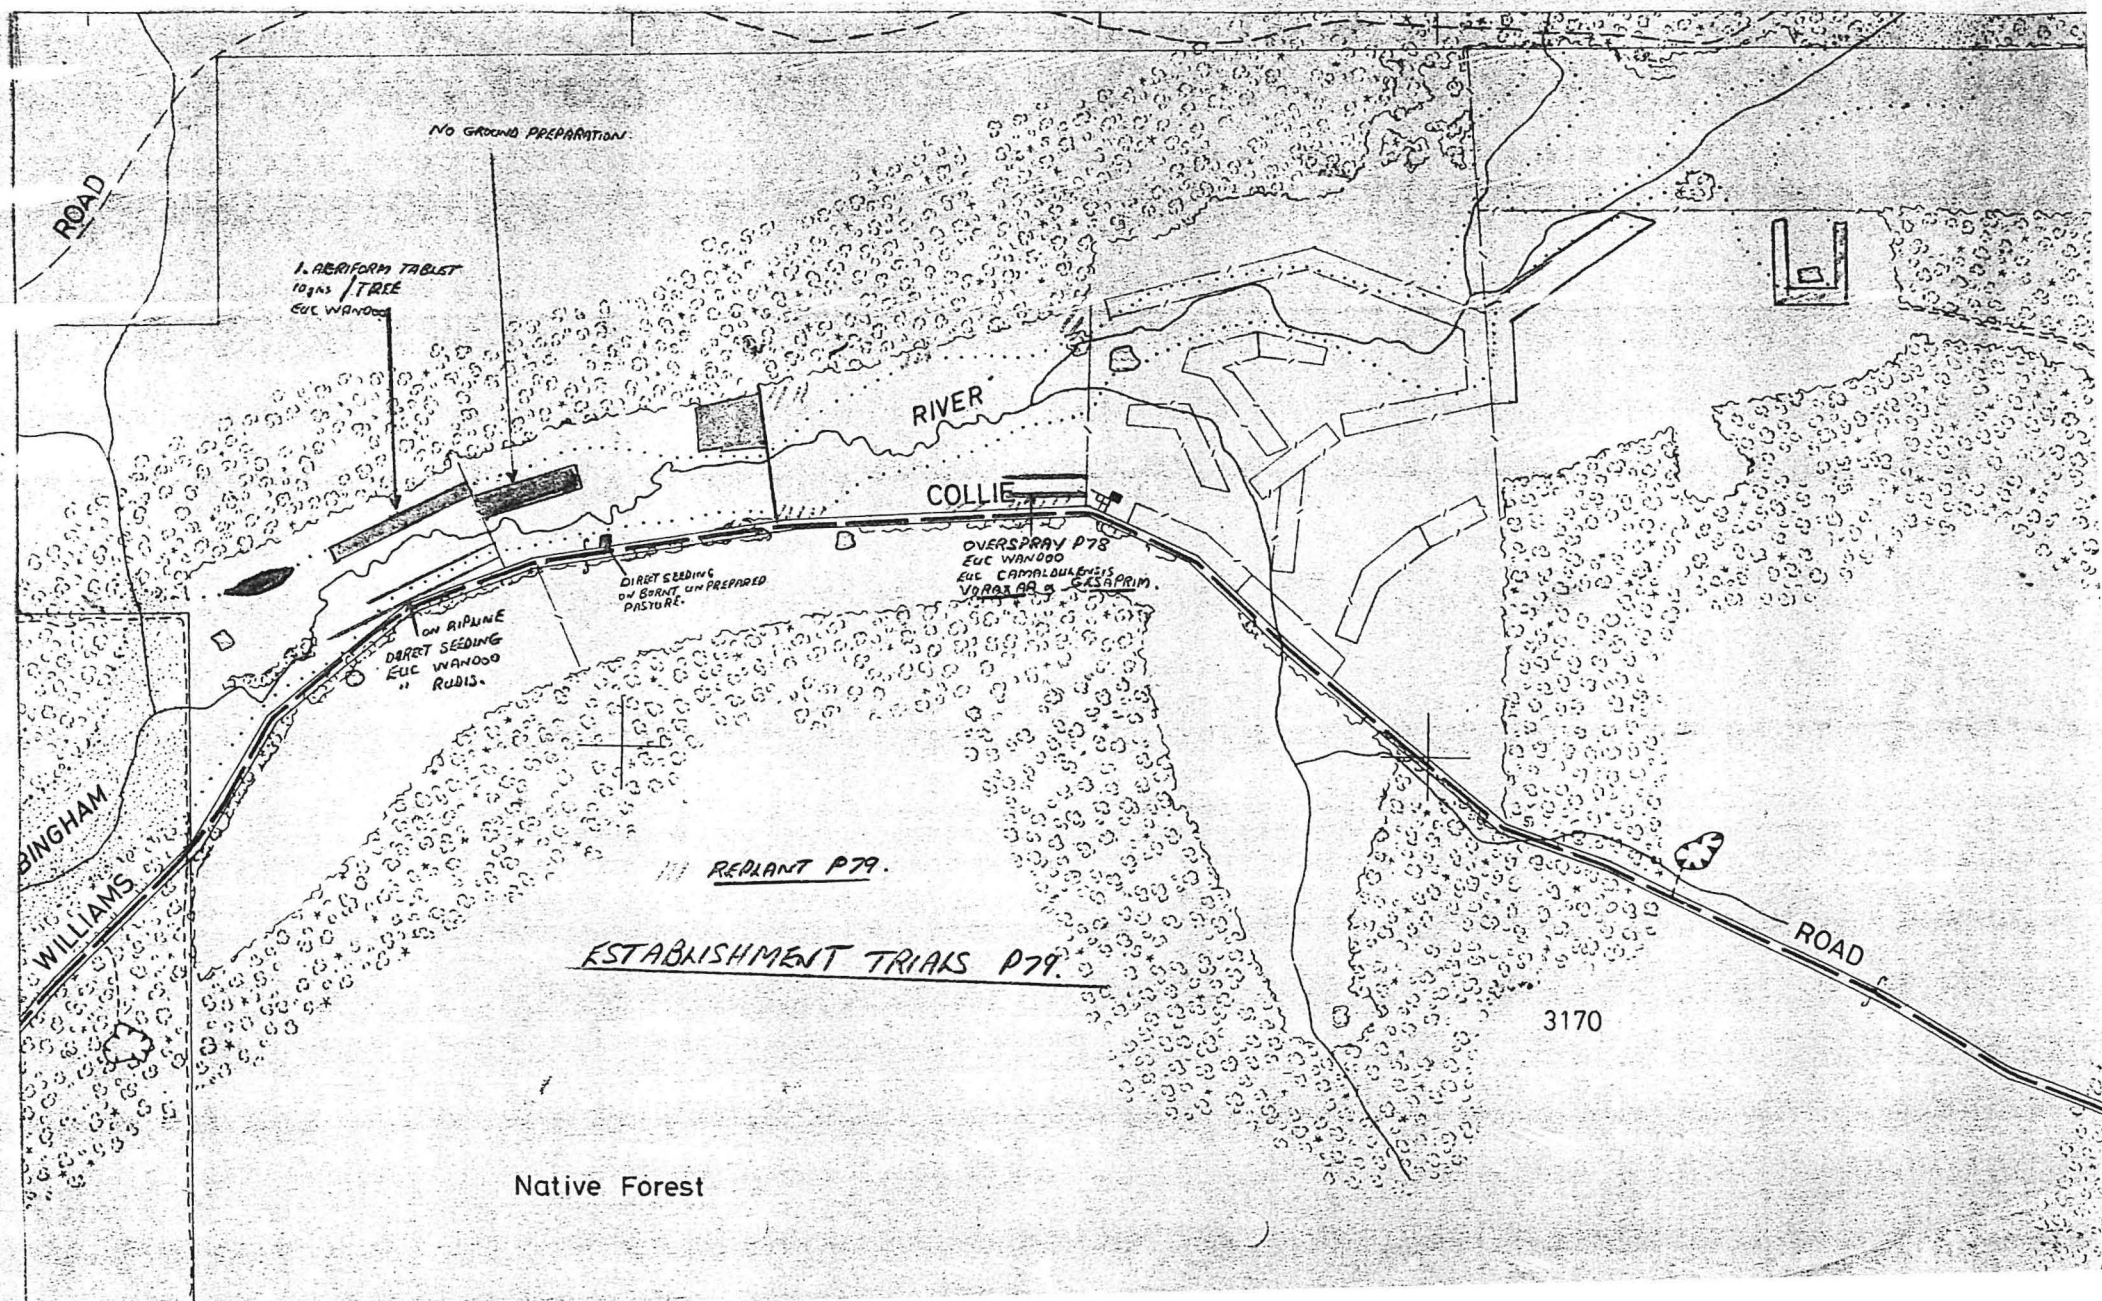 NO GROUND PREPARATION.
ROAD
1. AGRIFORM TABLET
10gms / TREE
EUC WANDOO
RIVER
COLLIE
OVERSPRAY P78
EUC WANDOO
EUC CAMALDULENSIS
VORAX AA & GESAPRIM.
DIRECT SEEDING
ON BURNT UNPREPARED
PASTURE.
ON RIPLINE
DIRECT SEEDING
EUC WANDOO
" RUDIS.
BINGHAM
WILLIAMS
REPLANT P79.
ESTABLISHMENT TRIALS P79.
ROAD
3170
Native Forest